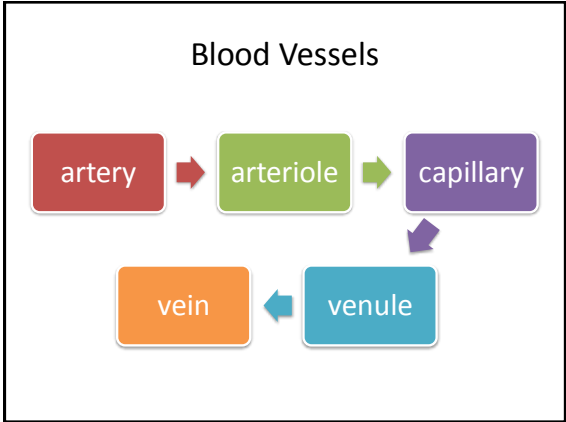 Blood Vessels
artery
arteriole
capillary
venule
vein